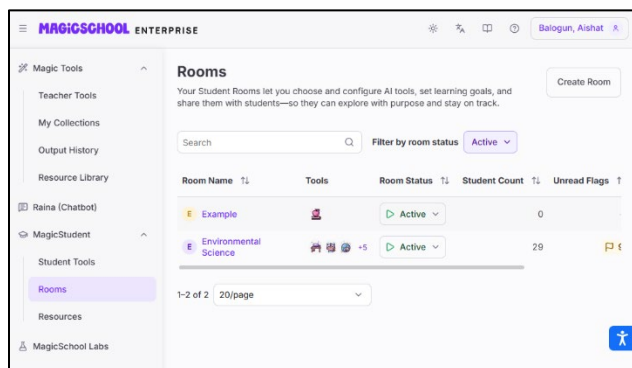 MAGICSCHOOL ENTERPRISE
Balogun, Aishat
Magic Tools
Teacher Tools
My Collections
Output History
Resource Library
Raina (Chatbot)
MagicStudent
Student Tools
Rooms
Resources
MagicSchool Labs
Rooms
Your Student Rooms let you choose and configure AI tools, set learning goals, and
share them with students—so they can explore with purpose and stay on track.
Create Room
Search
Filter by room status Active
Room Name Tools Room Status Student Count Unread Flags
E Example Active 0
E Environmental
Science +5 Active 29
1–2 of 2 20/page